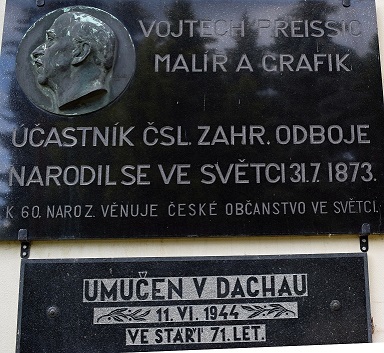 VOJTĚCH PREISSIG
MALÍŘ A GRAFIK
ÚČASTNÍK ČSL. ZAHR. ODBOJE
NARODIL SE VE SVĚTCI 31.7. 1873.
K 60. NAROZ. VĚNUJE ČESKÉ OBČANSTVO VE SVĚTCI.
UMUČEN V DACHAU
11. VI. 1944
VE STÁŘÍ 71. LET.